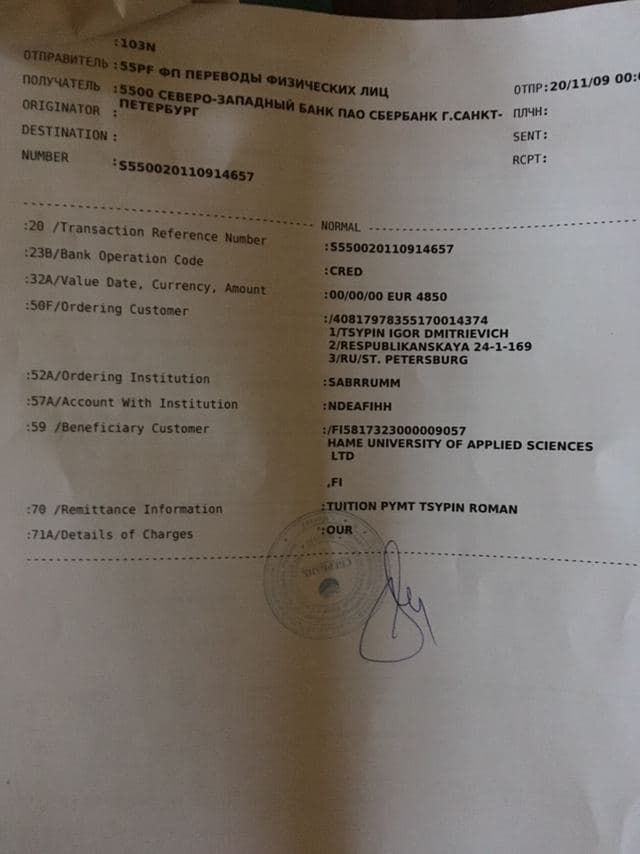 :103N
ОТПРАВИТЕЛЬ :55PF ФП ПЕРЕВОДЫ ФИЗИЧЕСКИХ ЛИЦ
ОТПР:20/11/09 00:
ПОЛУЧАТЕЛЬ :5500 СЕВЕРО-ЗАПАДНЫЙ БАНК ПАО СБЕРБАНК Г.САНКТ-
ПЛЧН:
ORIGINATOR : ПЕТЕРБУРГ
SENT:
DESTINATION :
RCPT:
NUMBER :S550020110914657
NORMAL
:20 /Transaction Reference Number :S550020110914657
:23B/Bank Operation Code :CRED
:32A/Value Date, Currency, Amount :00/00/00 EUR 4850
:50F/Ordering Customer :/40817978355170014374
1/TSYPIN IGOR DMITRIEVICH
2/RESPUBLIKANSKAYA 24-1-169
3/RU/ST. PETERSBURG
:52A/Ordering Institution :SABRRUMM
:57A/Account With Institution :NDEAFIHH
:59 /Beneficiary Customer :/FI5817323000009057
HAME UNIVERSITY OF APPLIED SCIENCES
LTD
,FI
:70 /Remittance Information :TUITION PYMT TSYPIN ROMAN
:71A/Details of Charges :OUR